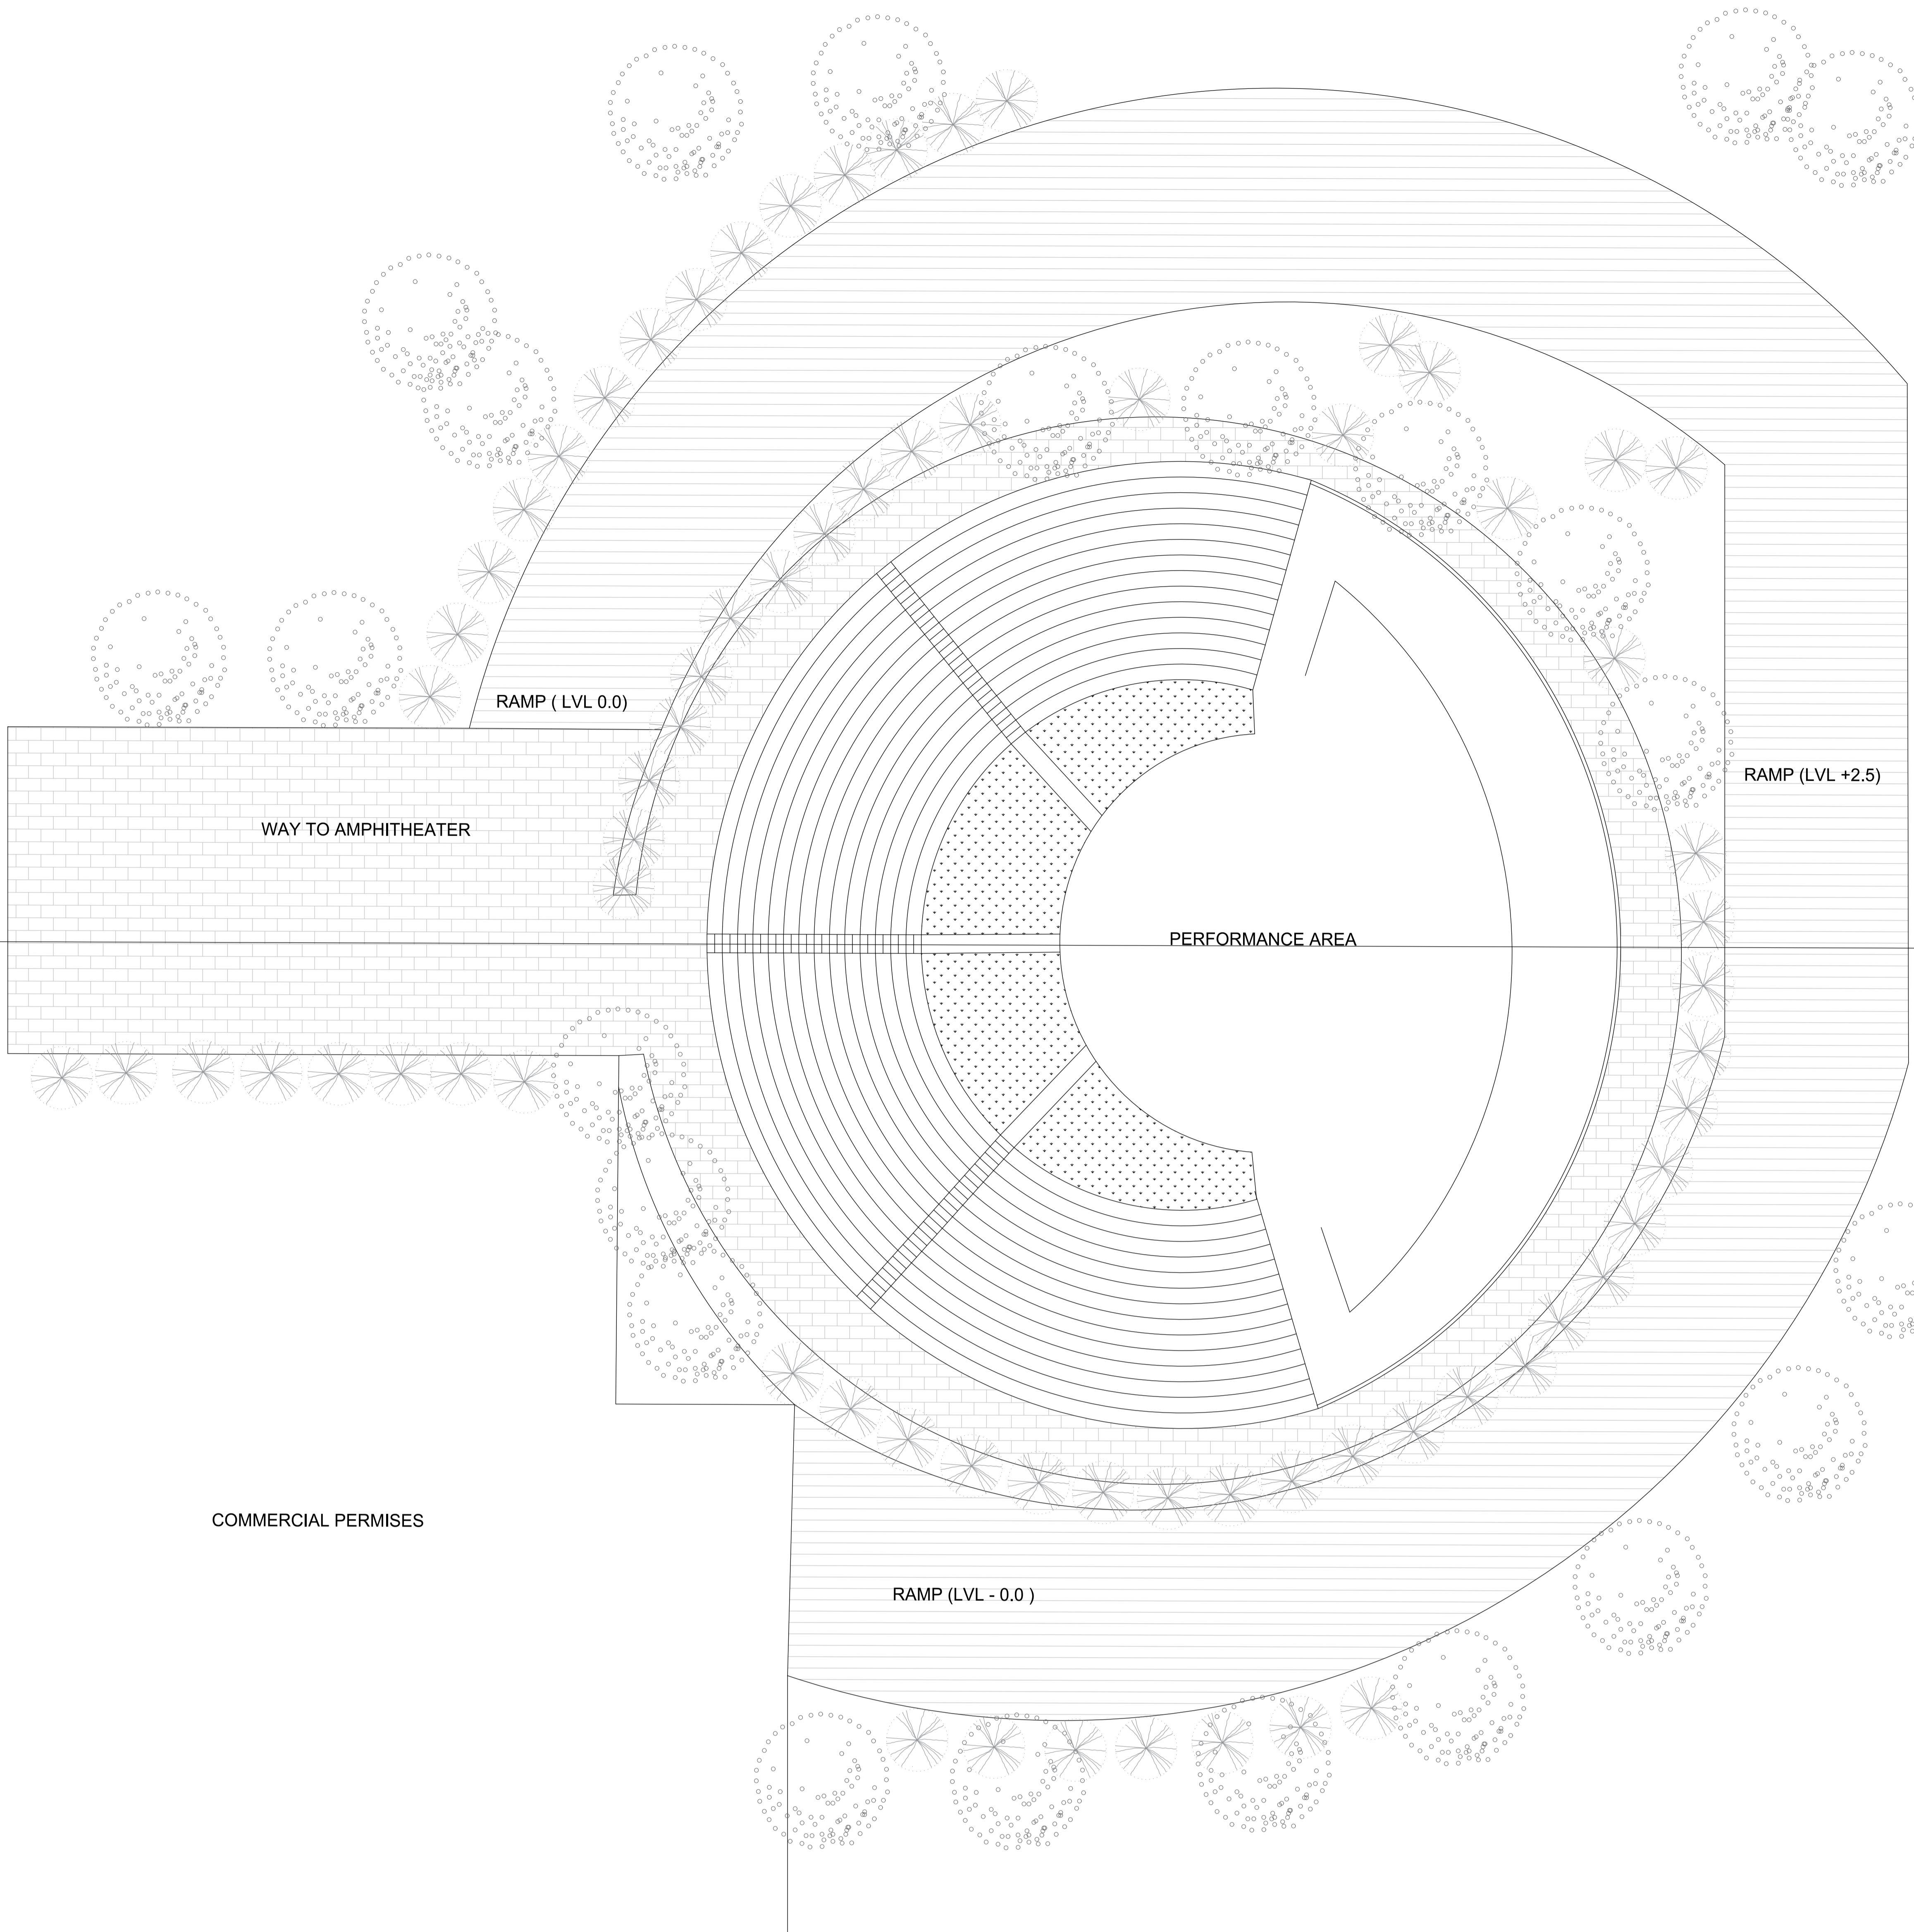 RAMP ( LVL 0.0)
RAMP (LVL +2.5)
WAY TO AMPHITHEATER
PERFORMANCE AREA
COMMERCIAL PERMISES
RAMP (LVL - 0.0 )